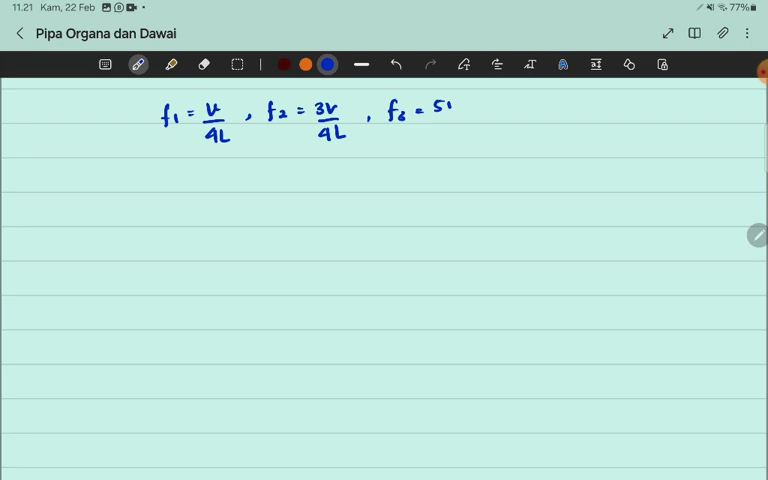 11.21 Kam, 22 Feb 77%
Pipa Organa dan Dawai
f₁ = v/4L , f₂ = 3v/4L , f₃ = 5